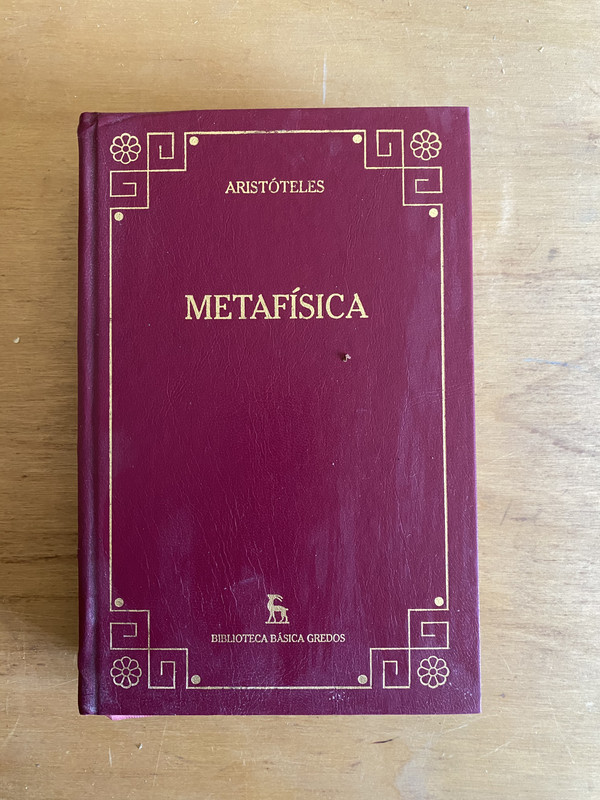 ARISTÓTELES
METAFÍSICA
BIBLIOTECA BÁSICA GREDOS